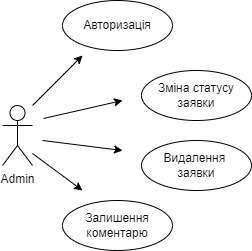 Авторизація
Зміна статусу
заявки
Admin
Видалення
заявки
Залишення
коментарю